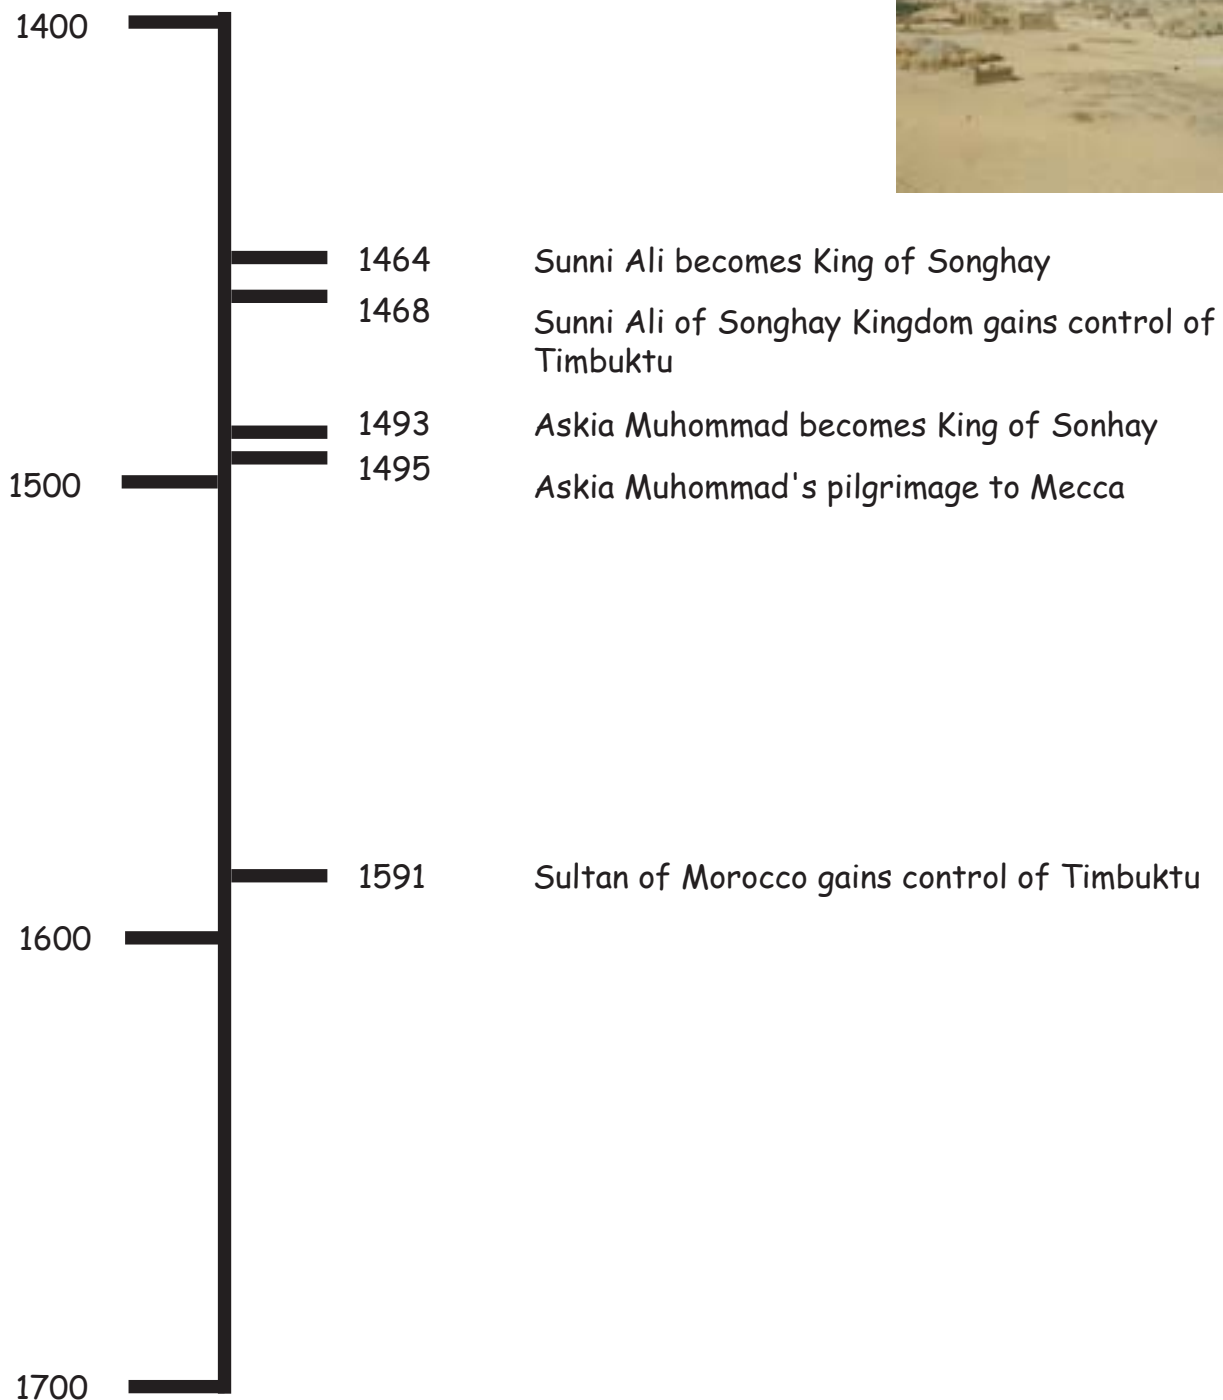 1400
1464 Sunni Ali becomes King of Songhay
1468 Sunni Ali of Songhay Kingdom gains control of
Timbuktu
1493 Askia Muhommad becomes King of Sonhay
1495 Askia Muhommad's pilgrimage to Mecca
1500
1591 Sultan of Morocco gains control of Timbuktu
1600
1700